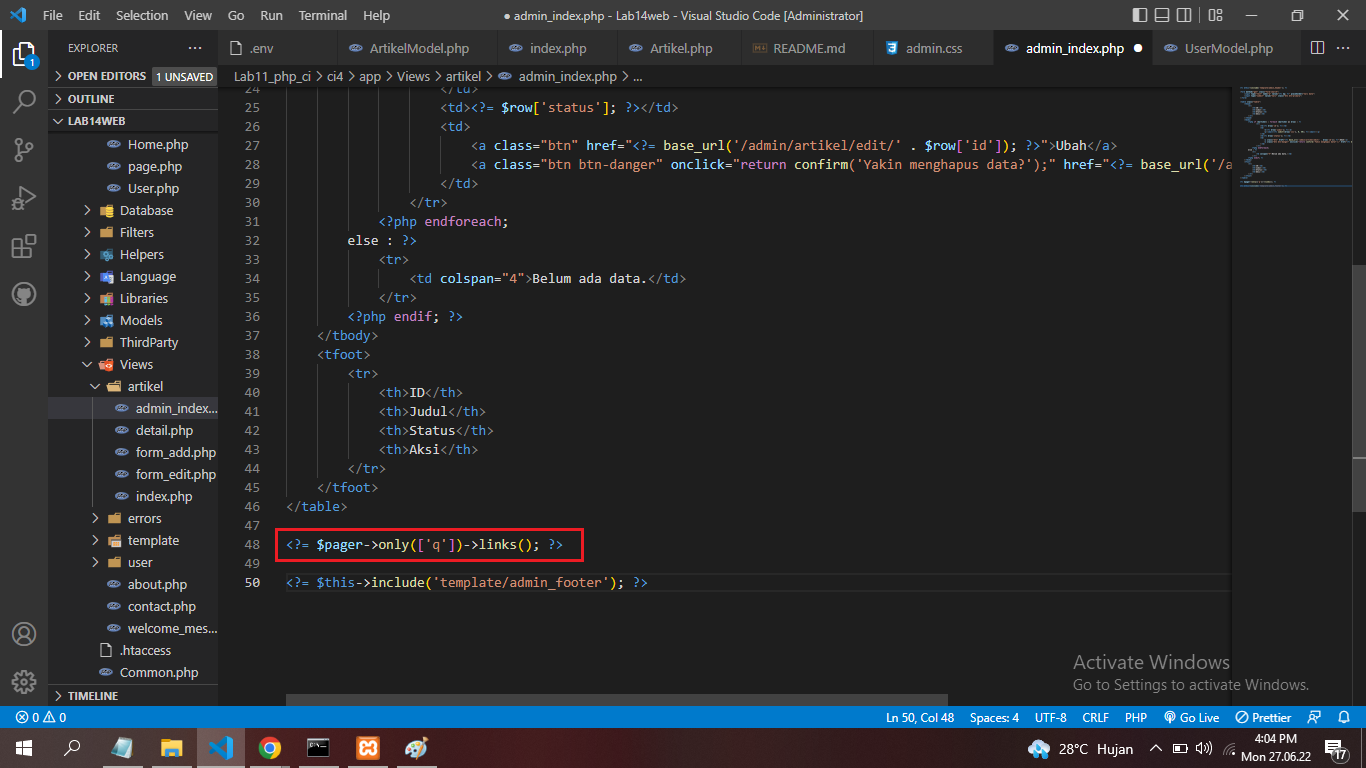 File Edit Selection View Go Run Terminal Help
● admin_index.php - Lab14web - Visual Studio Code [Administrator]
EXPLORER ···
.env ArtikelModel.php index.php Artikel.php README.md admin.css admin_index.php ● UserModel.php ···
1
OPEN EDITORS 1 UNSAVED
OUTLINE
LAB14WEB
Home.php
page.php
User.php
Database
Filters
Helpers
Language
Libraries
Models
ThirdParty
Views
artikel
admin_index...
detail.php
form_add.php
form_edit.php
index.php
errors
template
user
about.php
contact.php
welcome_mes...
.htaccess
Common.php
TIMELINE
Lab11_php_ci > ci4 > app > Views > artikel > admin_index.php > ...
24 </td>
25 <td><?= $row['status']; ?></td>
26 <td>
27 <a class="btn" href="<?= base_url('/admin/artikel/edit/' . $row['id']); ?>">Ubah</a>
28 <a class="btn btn-danger" onclick="return confirm('Yakin menghapus data?');" href="<?= base_url('/a
29 </td>
30 </tr>
31 <?php endforeach;
32 else : ?>
33 <tr>
34 <td colspan="4">Belum ada data.</td>
35 </tr>
36 <?php endif; ?>
37 </tbody>
38 <tfoot>
39 <tr>
40 <th>ID</th>
41 <th>Judul</th>
42 <th>Status</th>
43 <th>Aksi</th>
44 </tr>
45 </tfoot>
46 </table>
47
48 <?= $pager->only(['q'])->links(); ?>
49
50 <?= $this->include('template/admin_footer'); ?>
Activate Windows
Go to Settings to activate Windows.
0 0 Ln 50, Col 48 Spaces: 4 UTF-8 CRLF PHP Go Live Prettier
28°C Hujan 4:04 PM
Mon 27.06.22 17